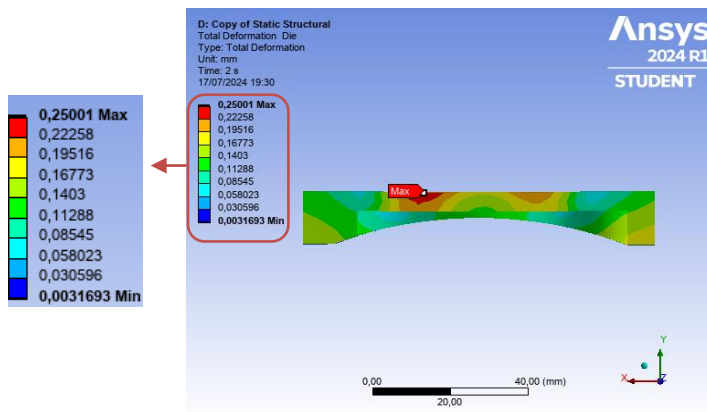 D: Copy of Static Structural
Total Deformation Die
Type: Total Deformation
Unit: mm
Time: 2 s
17/07/2024 19:30
Ansys
2024 R1
STUDENT
0,25001 Max
0,22258
0,19516
0,16773
0,1403
0,11288
0,08545
0,058023
0,030596
0,0031693 Min
0,25001 Max
0,22258
0,19516
0,16773
0,1403
0,11288
0,08545
0,058023
0,030596
0,0031693 Min
Max
0,00
40,00 (mm)
20,00
Y
X
Z